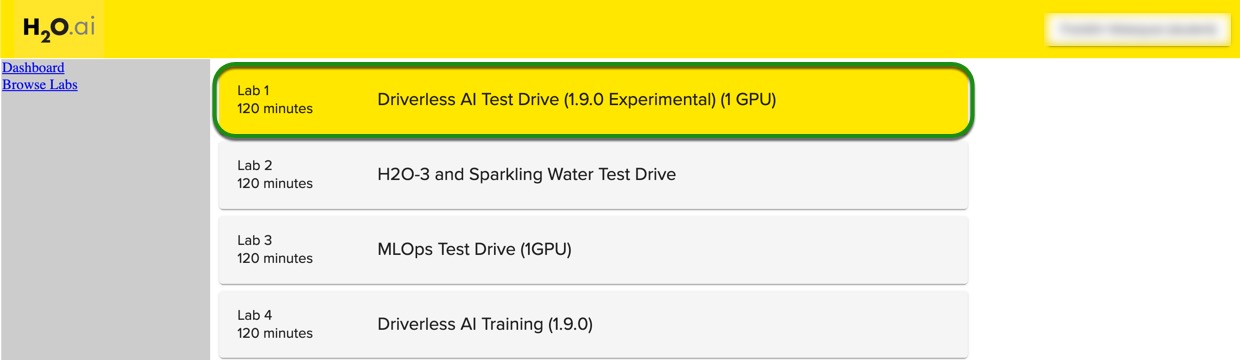 H2O.ai
Dashboard
Browse Labs
Lab 1
120 minutes
Driverless AI Test Drive (1.9.0 Experimental) (1 GPU)
Lab 2
120 minutes
H2O-3 and Sparkling Water Test Drive
Lab 3
120 minutes
MLOps Test Drive (1GPU)
Lab 4
120 minutes
Driverless AI Training (1.9.0)